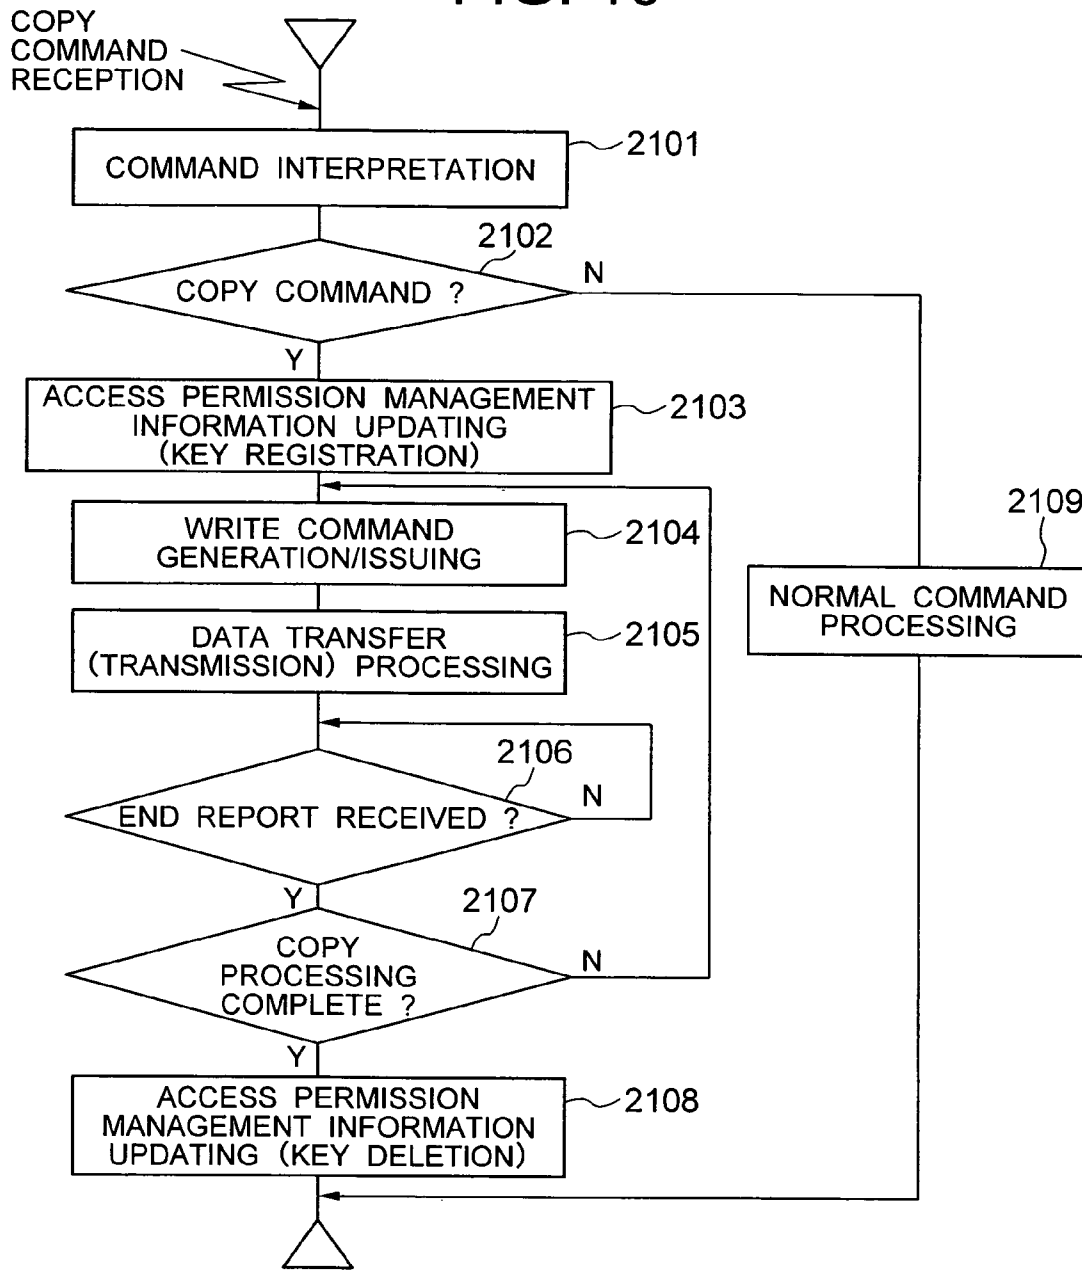 COPY
COMMAND
RECEPTION
2101
COMMAND INTERPRETATION
2102
COPY COMMAND ?
N
Y
ACCESS PERMISSION MANAGEMENT
INFORMATION UPDATING
(KEY REGISTRATION)
2103
WRITE COMMAND
GENERATION/ISSUING
2104
2109
NORMAL COMMAND
PROCESSING
DATA TRANSFER
(TRANSMISSION) PROCESSING
2105
2106
END REPORT RECEIVED ?
N
Y
2107
COPY
PROCESSING
COMPLETE ?
N
Y
ACCESS PERMISSION
MANAGEMENT INFORMATION
UPDATING (KEY DELETION)
2108